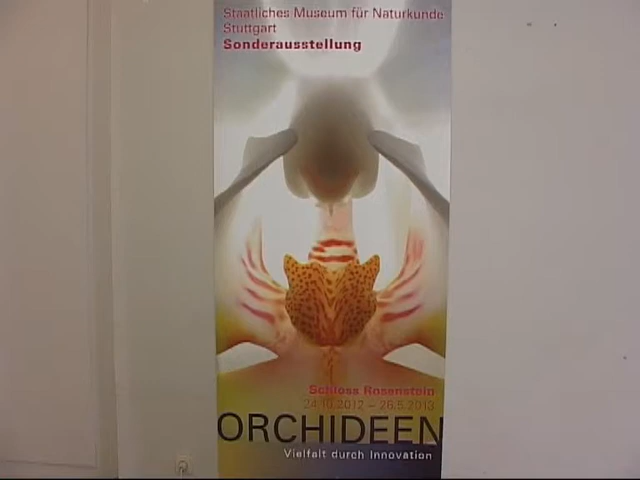 Staatliches Museum für Naturkunde
Stuttgart
Sonderausstellung
Schloss Rosenstein
24.10.2012 – 26.5.2013
ORCHIDEEN
Vielfalt durch Innovation